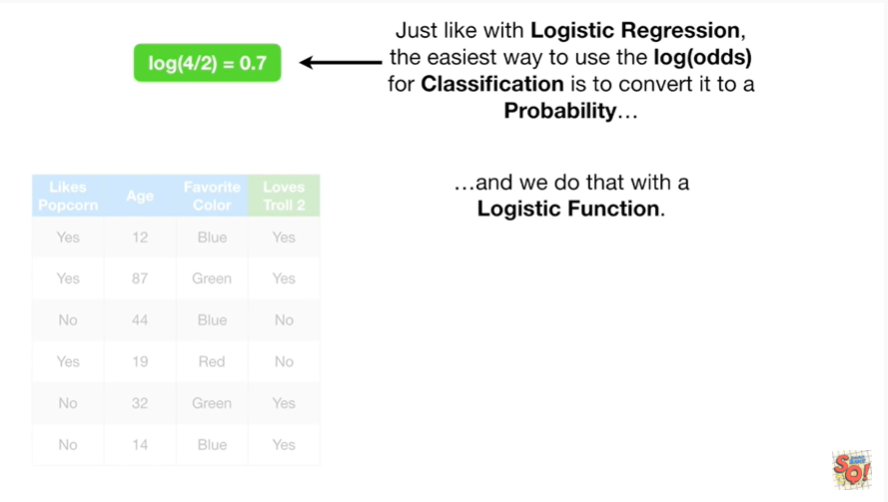 Just like with Logistic Regression,
the easiest way to use the log(odds)
for Classification is to convert it to a
Probability…
log(4/2) = 0.7
…and we do that with a
Logistic Function.
Likes Popcorn Age Favorite Color Loves Troll 2
Yes 12 Blue Yes
Yes 87 Green Yes
No 44 Blue No
Yes 19 Red No
No 32 Green Yes
No 14 Blue Yes
SQ!